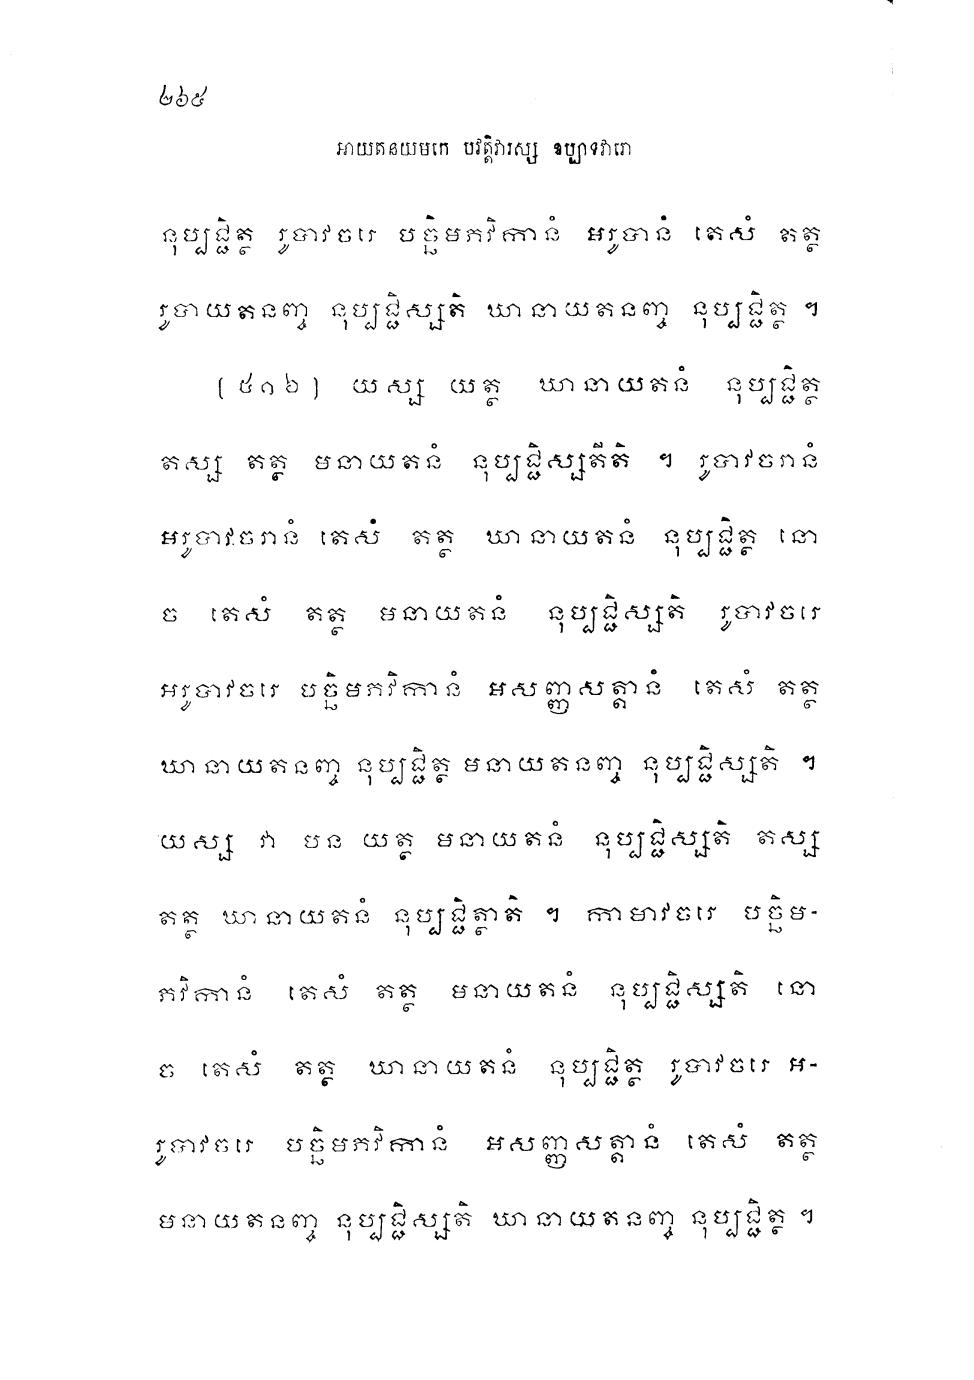 ២៦៥
អាយតនយមកេ បវត្តិវារស្ស ឧប្បាទវារោ
នុប្បជ្ជិត្ថ រូបាវចរេ បច្ឆិមភវិកានំ អរូបានំ តេសំ តត្ថ
រូបាយតនញ្ច នុប្បជ្ជិស្សតិ ឃានាយតនញ្ច នុប្បជ្ជិត្ថ ។
(៥១៦) យស្ស យត្ថ ឃានាយតនំ នុប្បជ្ជិត្ថ
តស្ស តត្ថ មនាយតនំ នុប្បជ្ជិស្សតីតិ ។ រូបាវចរានំ
អរូបាវចរានំ តេសំ តត្ថ ឃានាយតនំ នុប្បជ្ជិត្ថ នោ
ច តេសំ តត្ថ មនាយតនំ នុប្បជ្ជិស្សតិ រូបាវចរេ
អរូបាវចរេ បច្ឆិមភវិកានំ អសញ្ញសត្តានំ តេសំ តត្ថ
ឃានាយតនញ្ច នុប្បជ្ជិត្ថ មនាយតនញ្ច នុប្បជ្ជិស្សតិ ។
យស្ស វា បន យត្ថ មនាយតនំ នុប្បជ្ជិស្សតិ តស្ស
តត្ថ ឃានាយតនំ នុប្បជ្ជិត្ថាតិ ។ កាមាវចរេ បច្ឆិម-
ភវិកានំ តេសំ តត្ថ មនាយតនំ នុប្បជ្ជិស្សតិ នោ
ច តេសំ តត្ថ ឃានាយតនំ នុប្បជ្ជិត្ថ រូបាវចរេ អ-
រូបាវចរេ បច្ឆិមភវិកានំ អសញ្ញសត្តានំ តេសំ តត្ថ
មនាយតនញ្ច នុប្បជ្ជិស្សតិ ឃានាយតនញ្ច នុប្បជ្ជិត្ថ ។